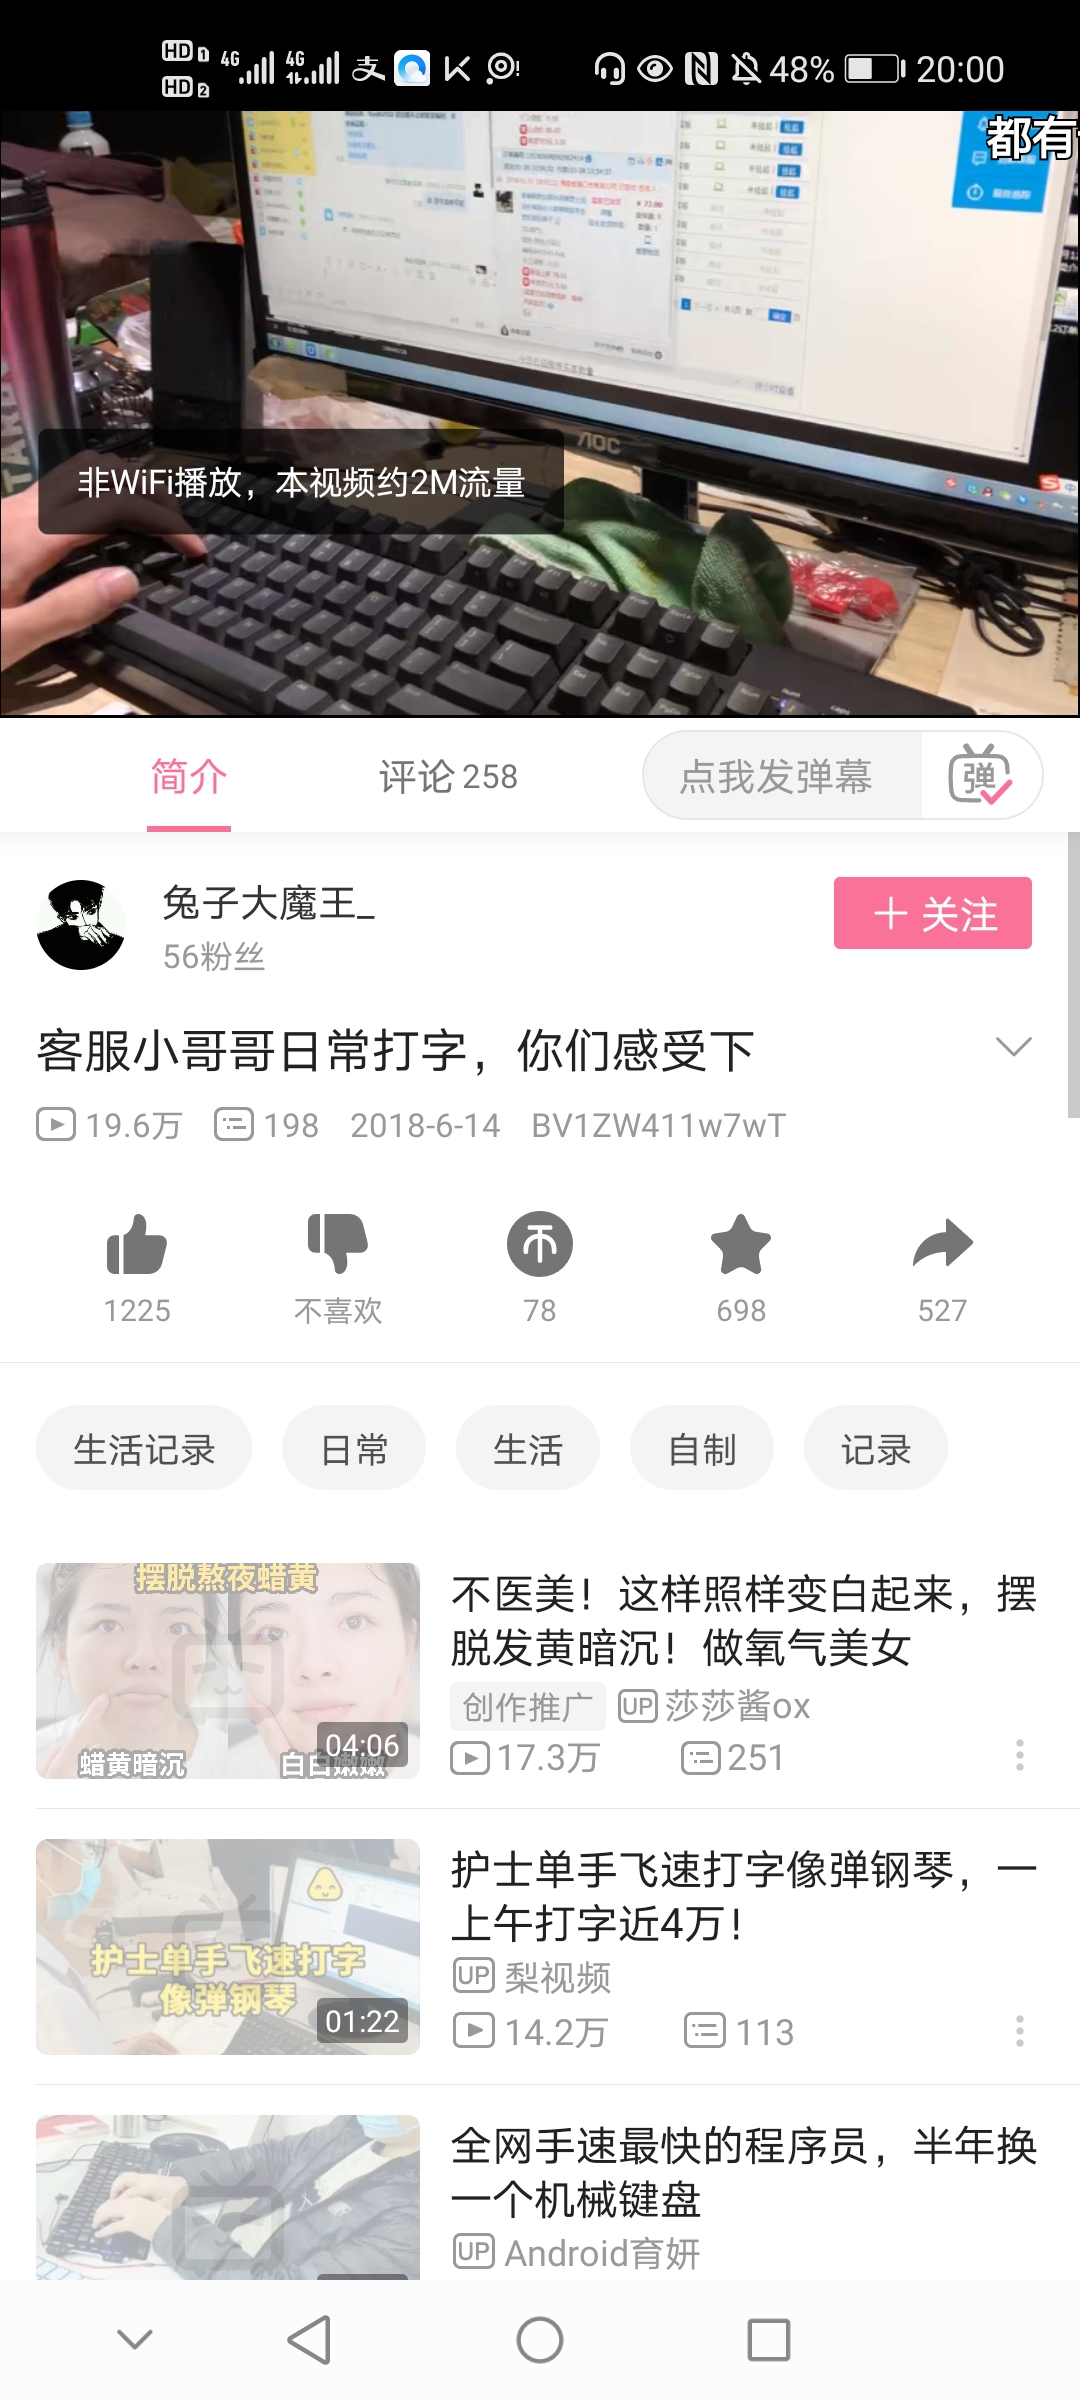 HD 1
HD 2
4G
4G
支
48%
20:00
都有
AOC
非WiFi播放，本视频约2M流量
简介
评论 258
点我发弹幕
弹
兔子大魔王_
56粉丝
＋ 关注
客服小哥哥日常打字，你们感受下
19.6万 198 2018-6-14 BV1ZW411w7wT
1225 不喜欢 78 698 527
生活记录 日常 生活 自制 记录
摆脱熬夜蜡黄
蜡黄暗沉
白白嫩嫩
04:06
不医美！这样照样变白起来，摆
脱发黄暗沉！做氧气美女
创作推广 UP 莎莎酱ox
17.3万 251
护士单手飞速打字
像弹钢琴
01:22
护士单手飞速打字像弹钢琴，一
上午打字近4万！
UP 梨视频
14.2万 113
全网手速最快的程序员，半年换
一个机械键盘
UP Android育妍